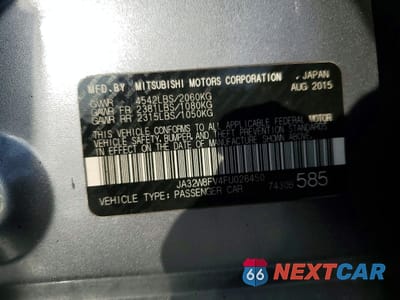 MFD.BY MITSUBISHI MOTORS CORPORATION , JAPAN
GVWR 4542LBS/2060KG AUG 2015
GAWR FR 2381LBS/1080KG
GAWR RR 2315LBS/1050KG
THIS VEHICLE CONFORMS TO ALL APPLICABLE FEDERAL MOTOR
VEHICLE SAFETY, BUMPER, AND THEFT PREVENTION STANDARDS
IN EFFECT ON THE DATE OF MANUFACTURE SHOWN ABOVE.
JA32W8FV4FU026450
VEHICLE TYPE: PASSENGER CAR 7430B 585
66 NEXTCAR